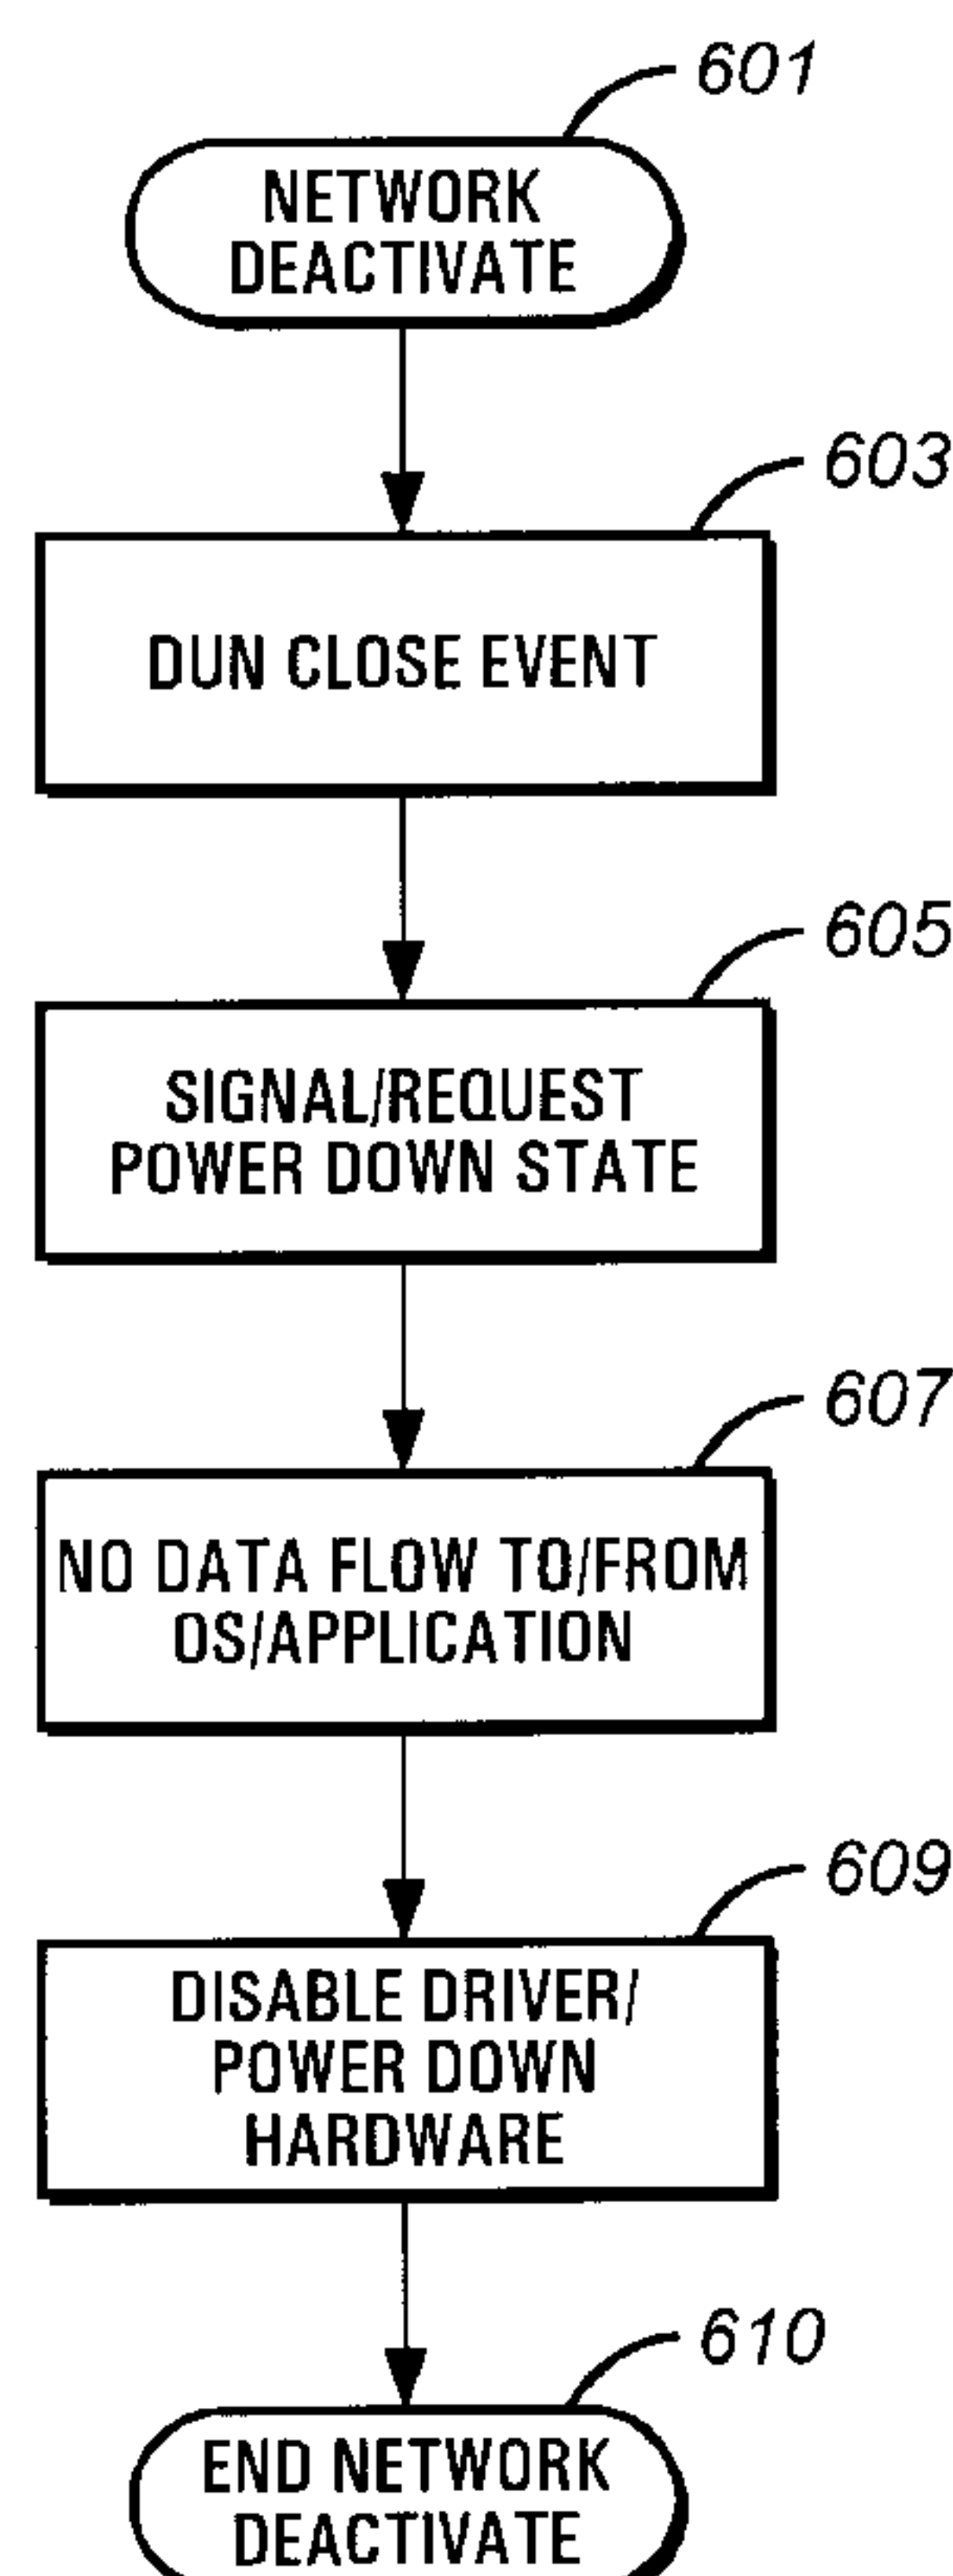 601
NETWORK
DEACTIVATE
603
DUN CLOSE EVENT
605
SIGNAL/REQUEST
POWER DOWN STATE
607
NO DATA FLOW TO/FROM
OS/APPLICATION
609
DISABLE DRIVER/
POWER DOWN
HARDWARE
610
END NETWORK
DEACTIVATE